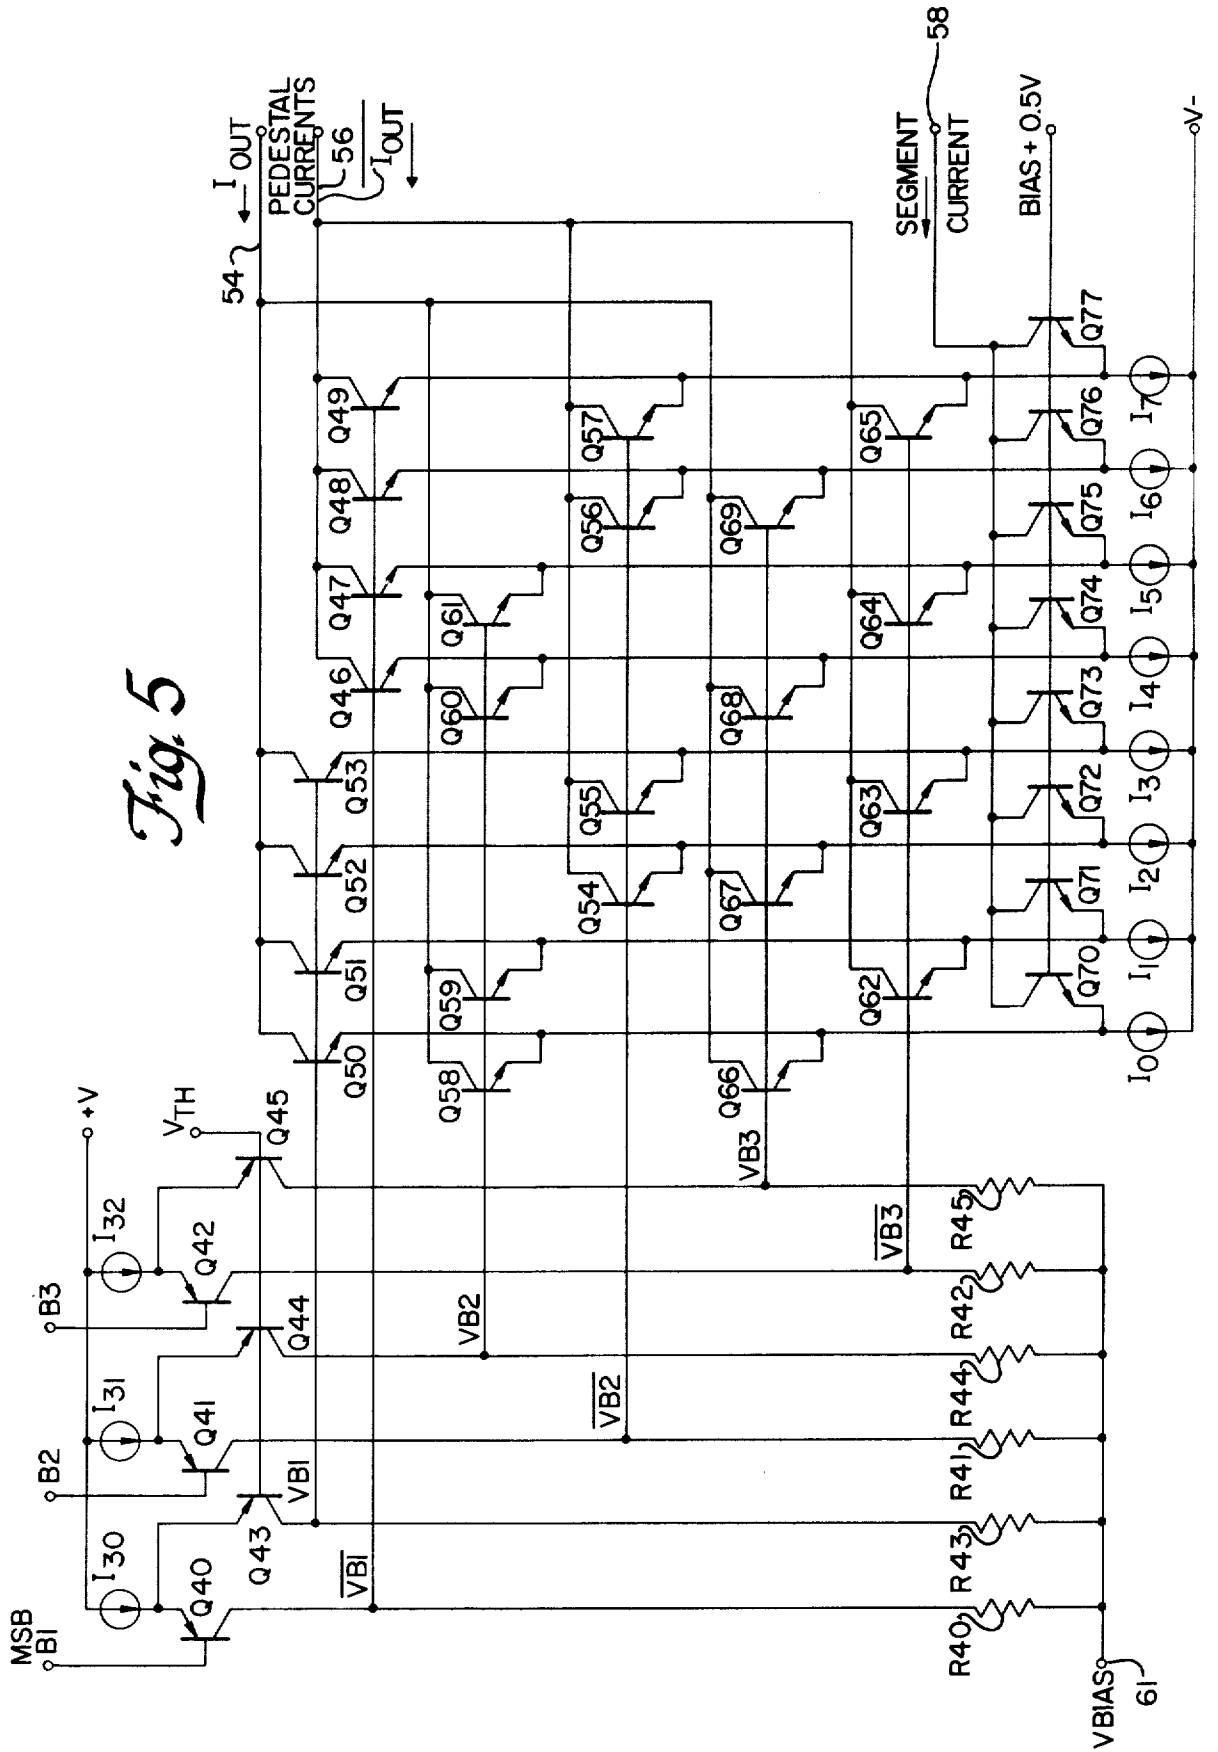 Fig. 5
MSB
B1
B2
B3
+V
I30
I31
I32
VTH
Q40
Q41
Q42
Q43
Q44
Q45
VB1
VB1
VB2
VB2
VB3
VB3
R40
R43
R41
R44
R42
R45
VBIAS
61
54
I OUT
PEDESTAL
CURRENTS
56
I OUT
Q50
Q51
Q52
Q53
Q46
Q47
Q48
Q49
Q58
Q59
Q60
Q61
Q54
Q55
Q56
Q57
Q66
Q67
Q68
Q69
Q62
Q63
Q64
Q65
SEGMENT
CURRENT
58
BIAS + 0.5V
Q70
Q71
Q72
Q73
Q74
Q75
Q76
Q77
I0
I1
I2
I3
I4
I5
I6
I7
V-